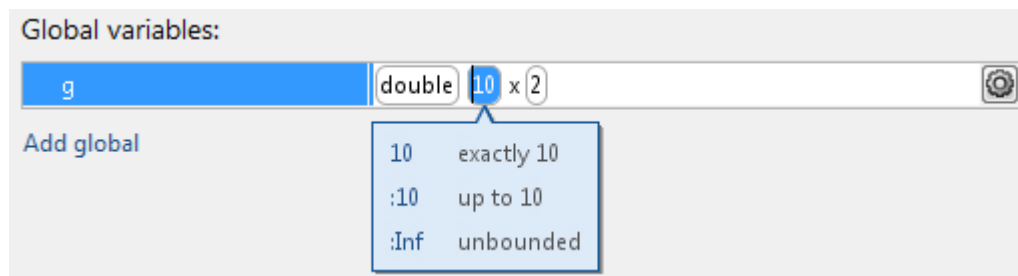 Global variables:
g double 10 x 2
Add global
10 exactly 10
:10 up to 10
:Inf unbounded